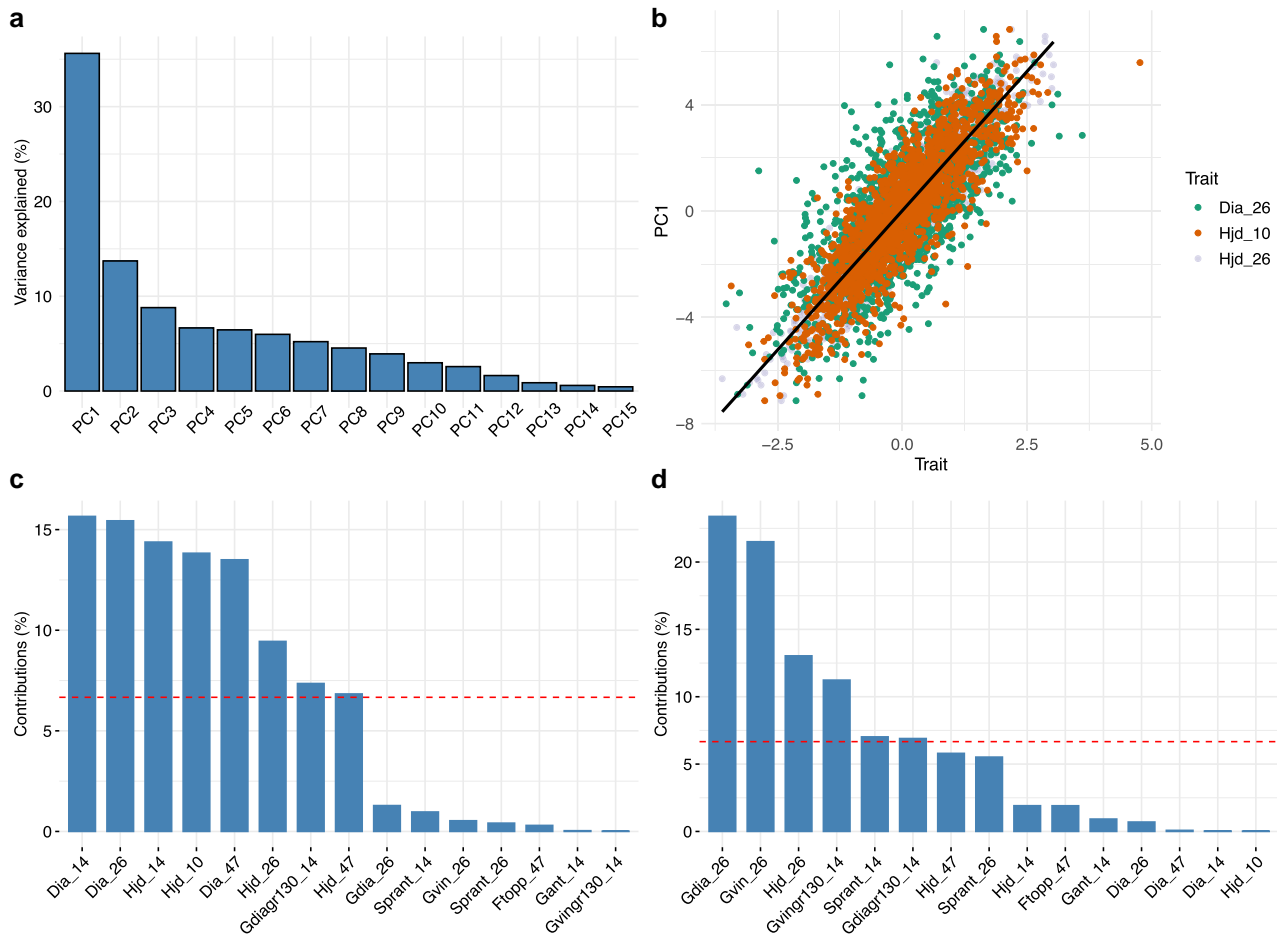 a
Variance explained (%)
30
20
10
0
PC1 PC2 PC3 PC4 PC5 PC6 PC7 PC8 PC9 PC10 PC11 PC12 PC13 PC14 PC15
b
PC1
4
0
−4
−8
−2.5 0.0 2.5 5.0
Trait
Trait
Dia_26
Hjd_10
Hjd_26
c
Contributions (%)
15
10
5
0
Dia_14 Dia_26 Hjd_14 Hjd_10 Dia_47 Hjd_26 Gdiagr130_14 Hjd_47 Gdia_26 Sprant_14 Gvin_26 Sprant_26 Ftopp_47 Gant_14 Gvingr130_14
d
Contributions (%)
20
15
10
5
0
Gdia_26 Gvin_26 Hjd_26 Gvingr130_14 Sprant_14 Gdiagr130_14 Hjd_47 Sprant_26 Hjd_14 Ftopp_47 Gant_14 Dia_26 Dia_47 Dia_14 Hjd_10